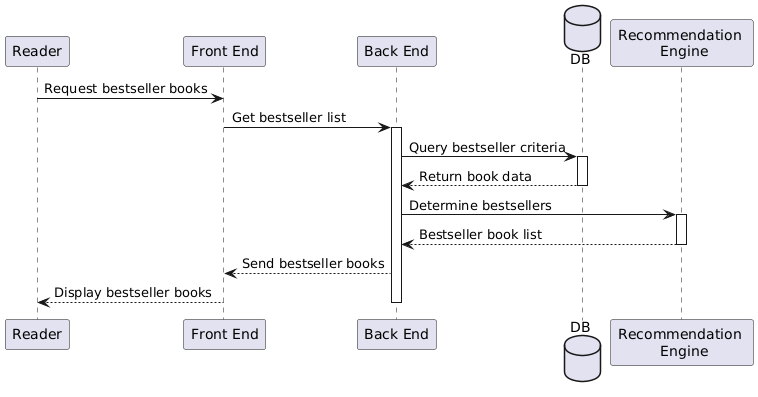 Reader
Front End
Back End
DB
Recommendation
Engine
Request bestseller books
Get bestseller list
Query bestseller criteria
Return book data
Determine bestsellers
Bestseller book list
Send bestseller books
Display bestseller books
Reader
Front End
Back End
DB
Recommendation
Engine